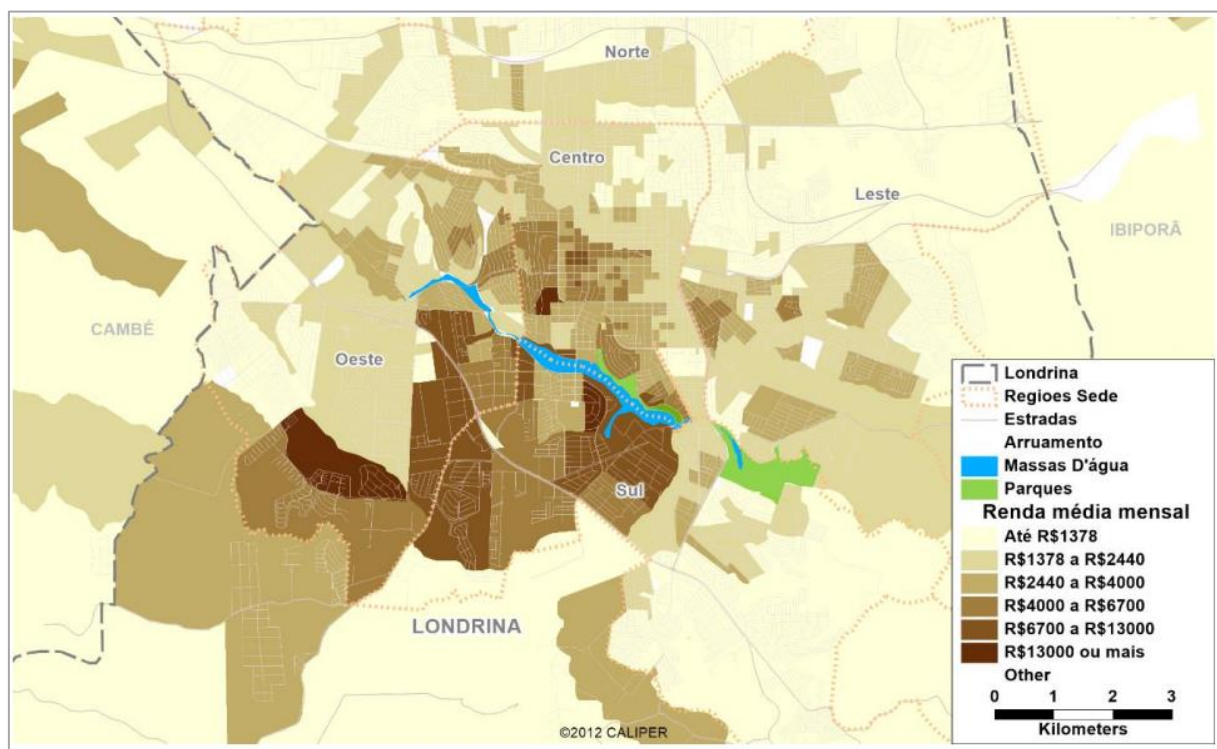 Norte
Centro
Leste
IBIPORÃ
CAMBÉ
Oeste
Sul
LONDRINA
©2012 CALIPER
Londrina
Regioes Sede
Estradas
Arruamento
Massas D'água
Parques
Renda média mensal
Até R$1378
R$1378 a R$2440
R$2440 a R$4000
R$4000 a R$6700
R$6700 a R$13000
R$13000 ou mais
Other
0 1 2 3
Kilometers